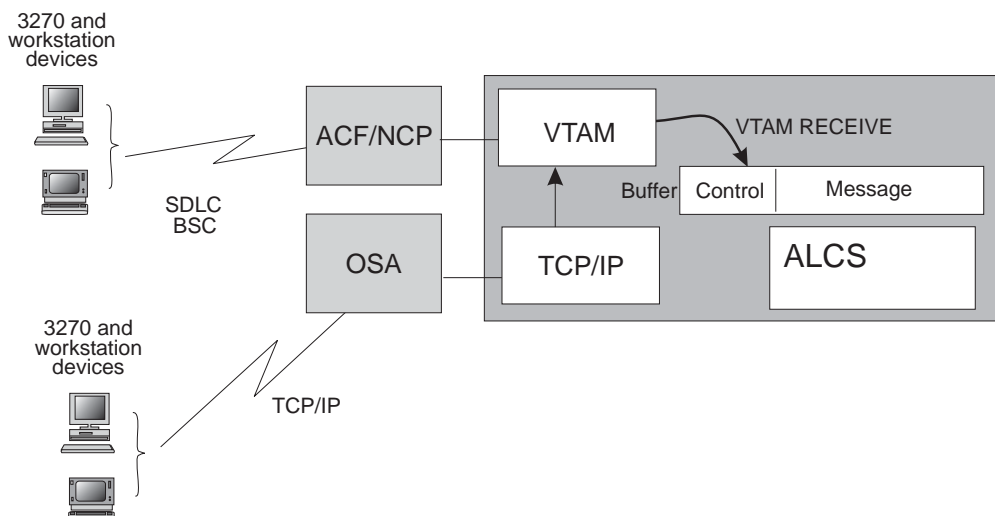 3270 and
workstation
devices
ACF/NCP
VTAM
VTAM RECEIVE
Buffer
Control
Message
SDLC
BSC
OSA
TCP/IP
ALCS
3270 and
workstation
devices
TCP/IP